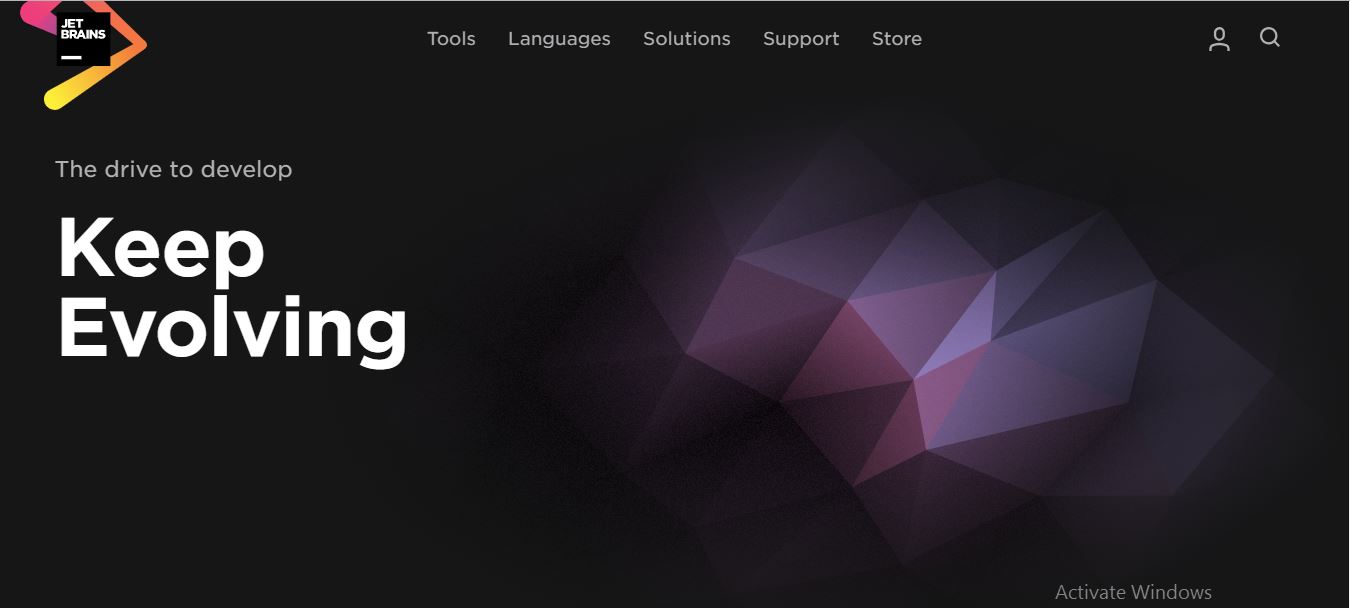 JET
BRAINS
Tools Languages Solutions Support Store
The drive to develop
Keep
Evolving
Activate Windows